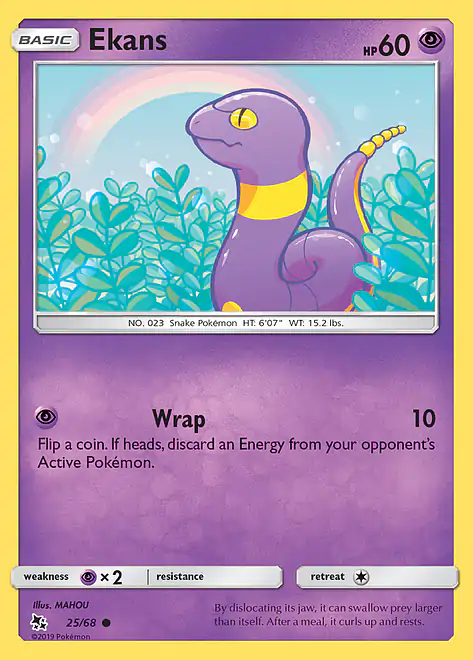 BASIC Ekans HP 60
NO. 023 Snake Pokémon HT: 6'07" WT: 15.2 lbs.
Wrap 10
Flip a coin. If heads, discard an Energy from your opponent's
Active Pokémon.
weakness × 2 resistance retreat
Illus. MAHOU
25/68
©2019 Pokémon
By dislocating its jaw, it can swallow prey larger
than itself. After a meal, it curls up and rests.